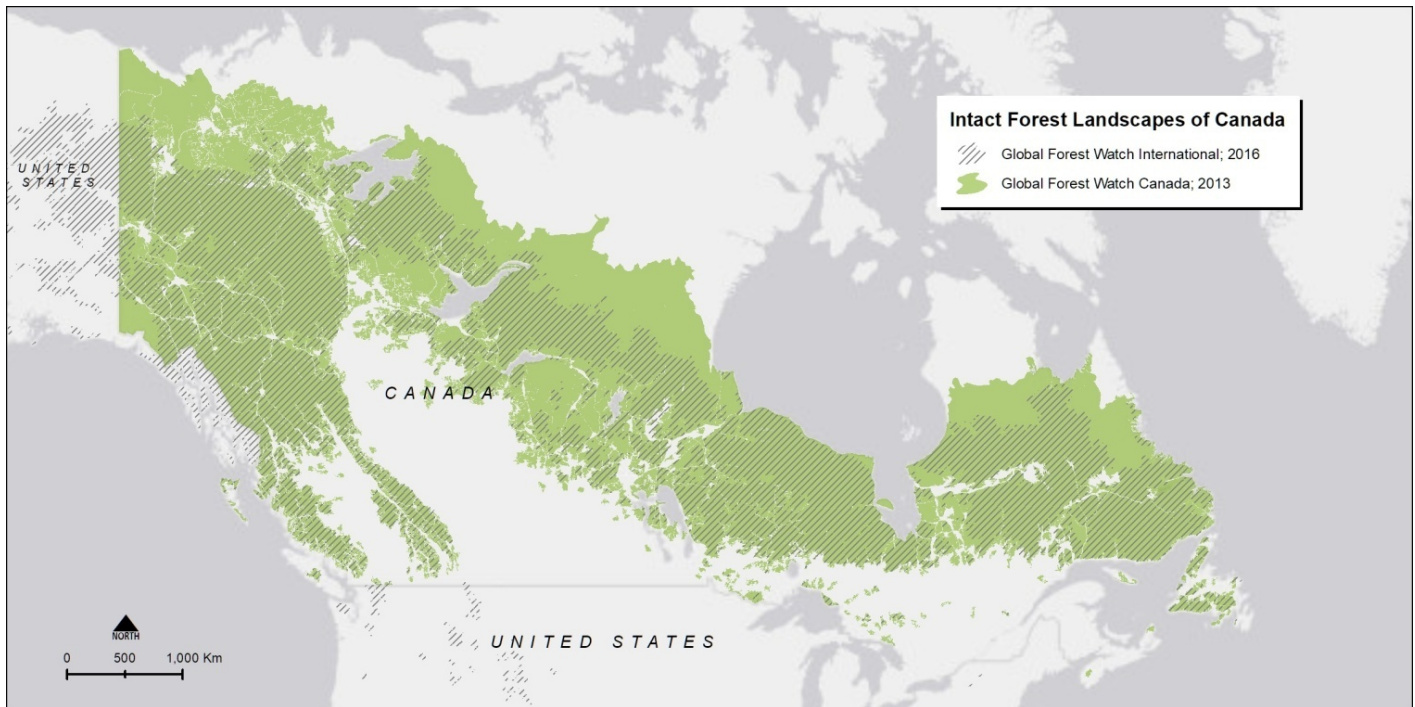 Intact Forest Landscapes of Canada
Global Forest Watch International; 2016
Global Forest Watch Canada; 2013
UNITED
STATES
CANADA
UNITED STATES
NORTH
0 500 1,000 Km